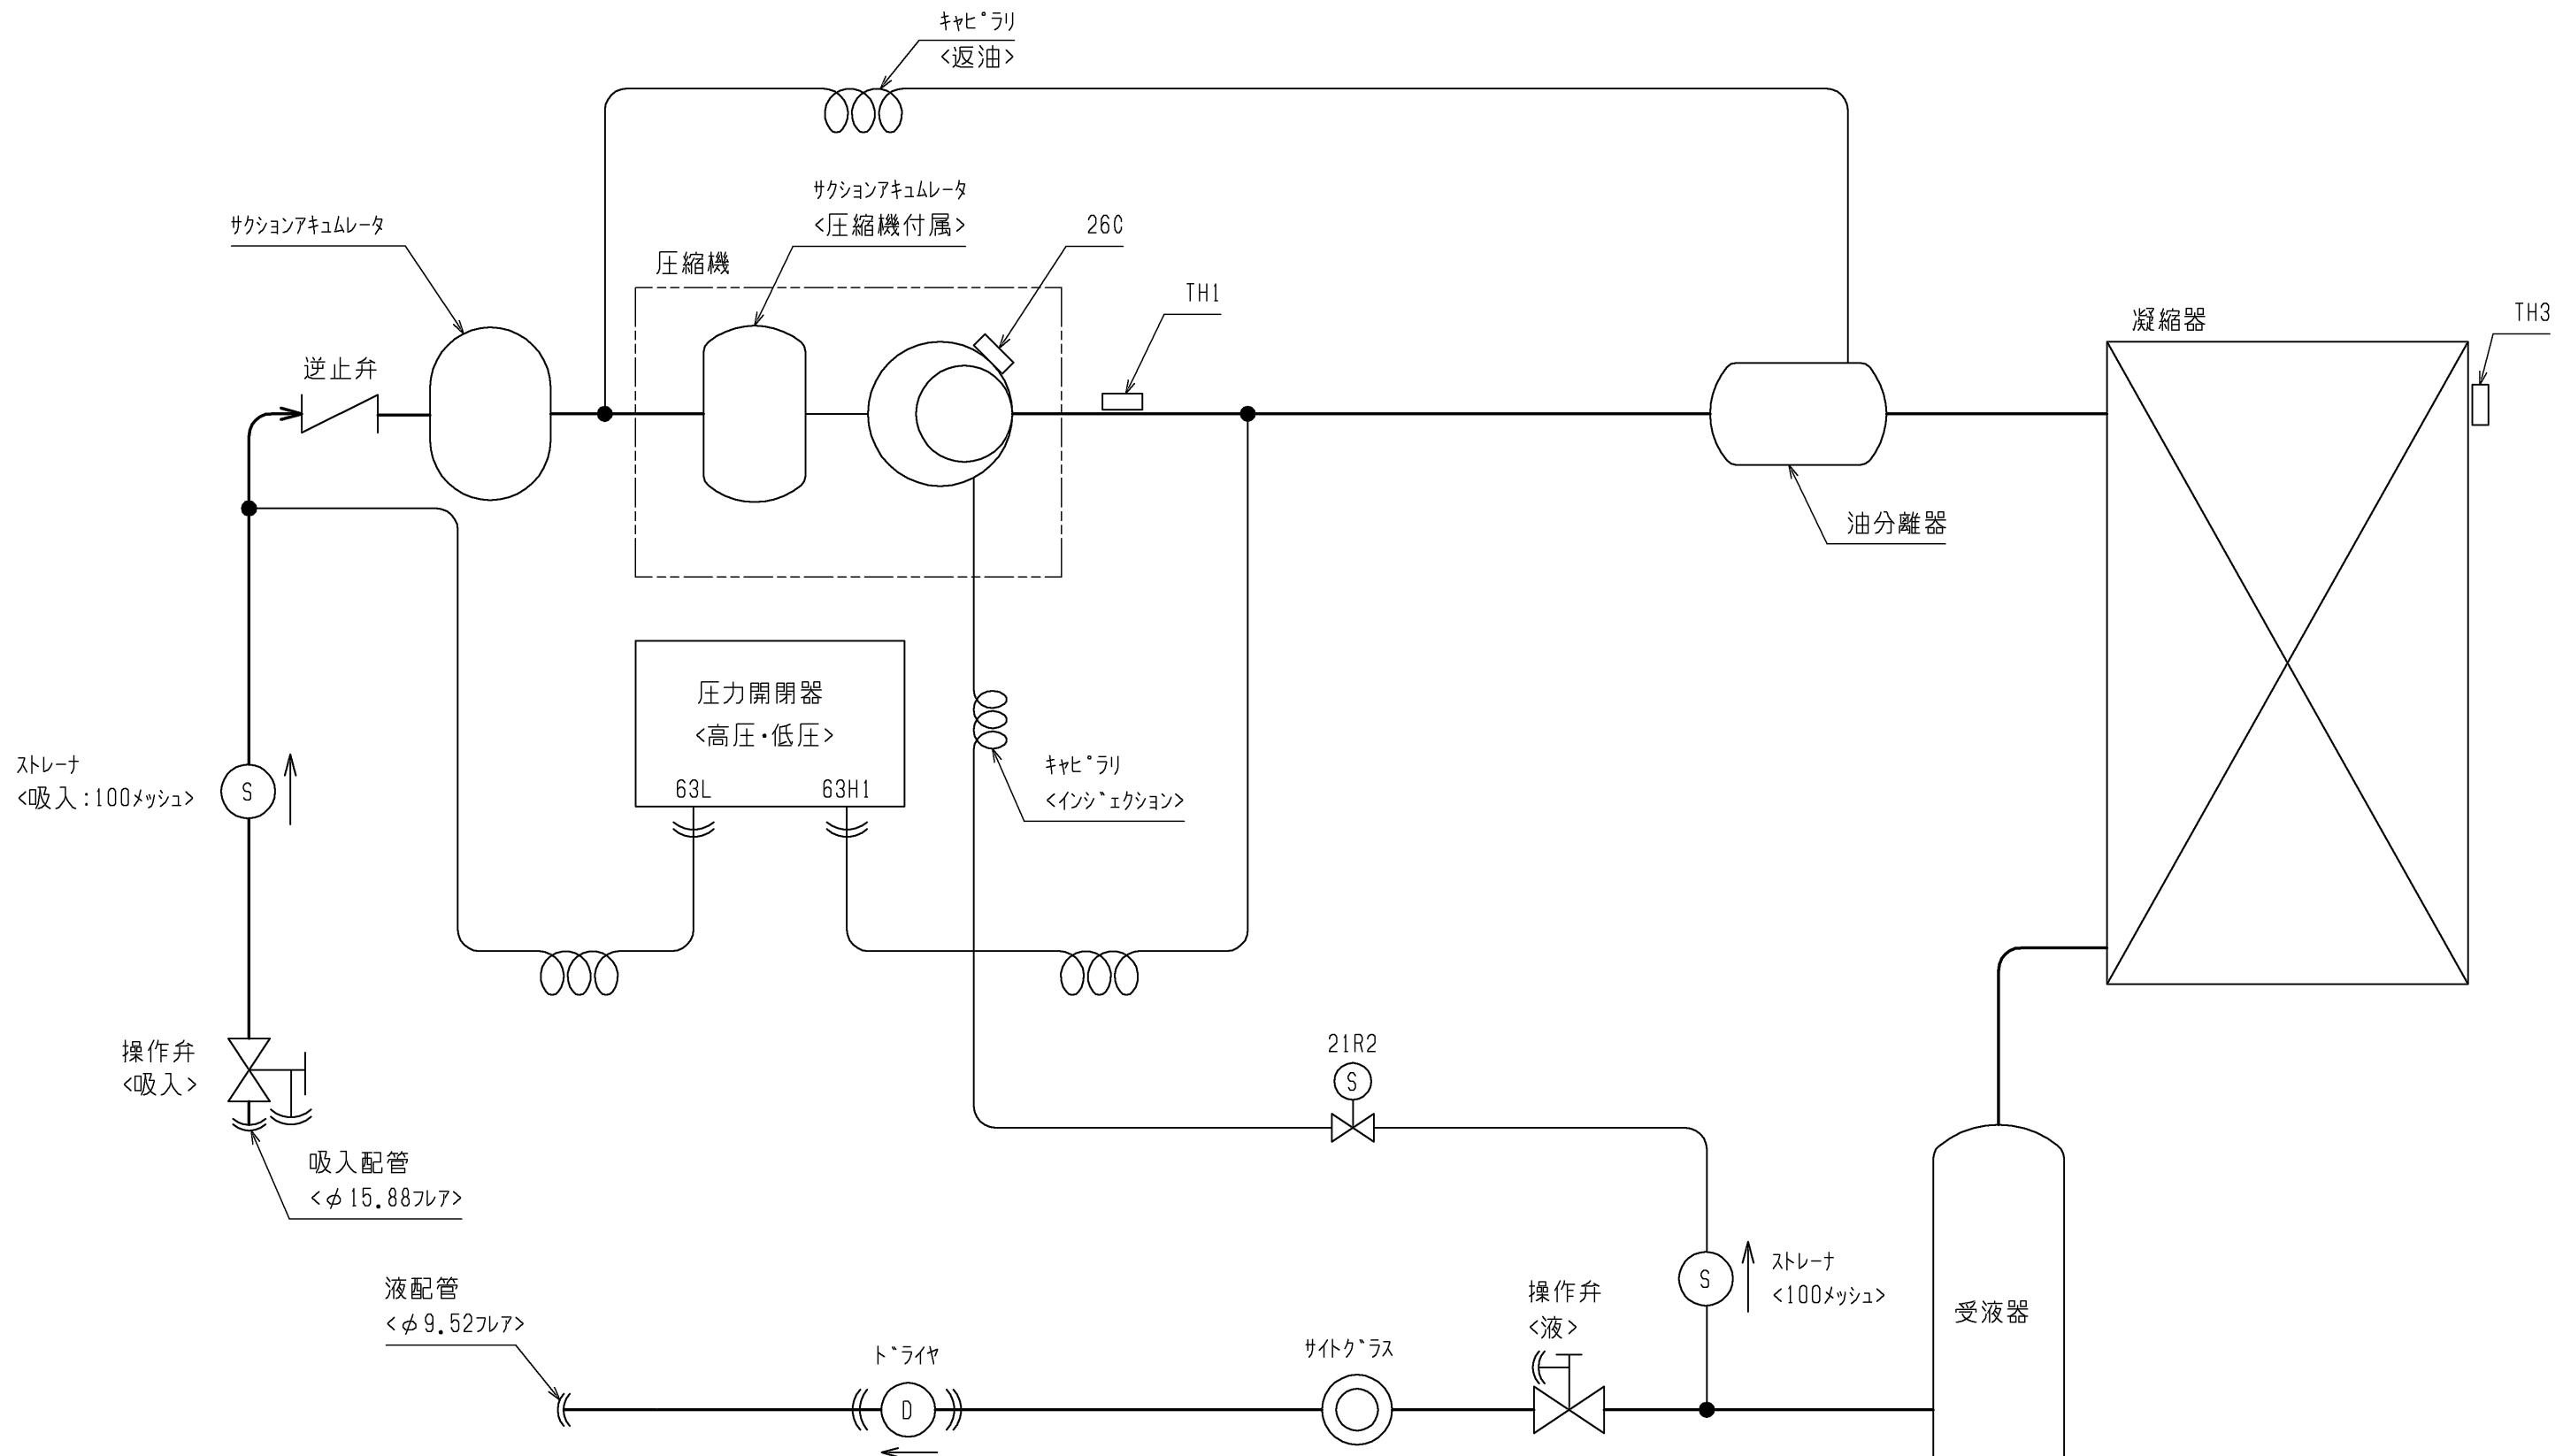 ｷｬﾋﾟﾗﾘ
<返油>
ｻｸｼｮﾝｱｷｭﾑﾚｰﾀ
<圧縮機付属>
26C
ｻｸｼｮﾝｱｷｭﾑﾚｰﾀ
圧縮機
TH1
凝縮器
TH3
逆止弁
油分離器
圧力開閉器
<高圧・低圧>
63L
63H1
ｽﾄﾚｰﾅ
<吸入:100ﾒｯｼｭ>
S
ｷｬﾋﾟﾗﾘ
<ｲﾝｼﾞｪｸｼｮﾝ>
操作弁
<吸入>
21R2
S
吸入配管
<φ15.88ﾌﾚｱ>
液配管
<φ9.52ﾌﾚｱ>
S
ｽﾄﾚｰﾅ
<100ﾒｯｼｭ>
操作弁
<液>
受液器
ﾄﾞﾗｲﾔ
D
ｻｲﾄｸﾞﾗｽ